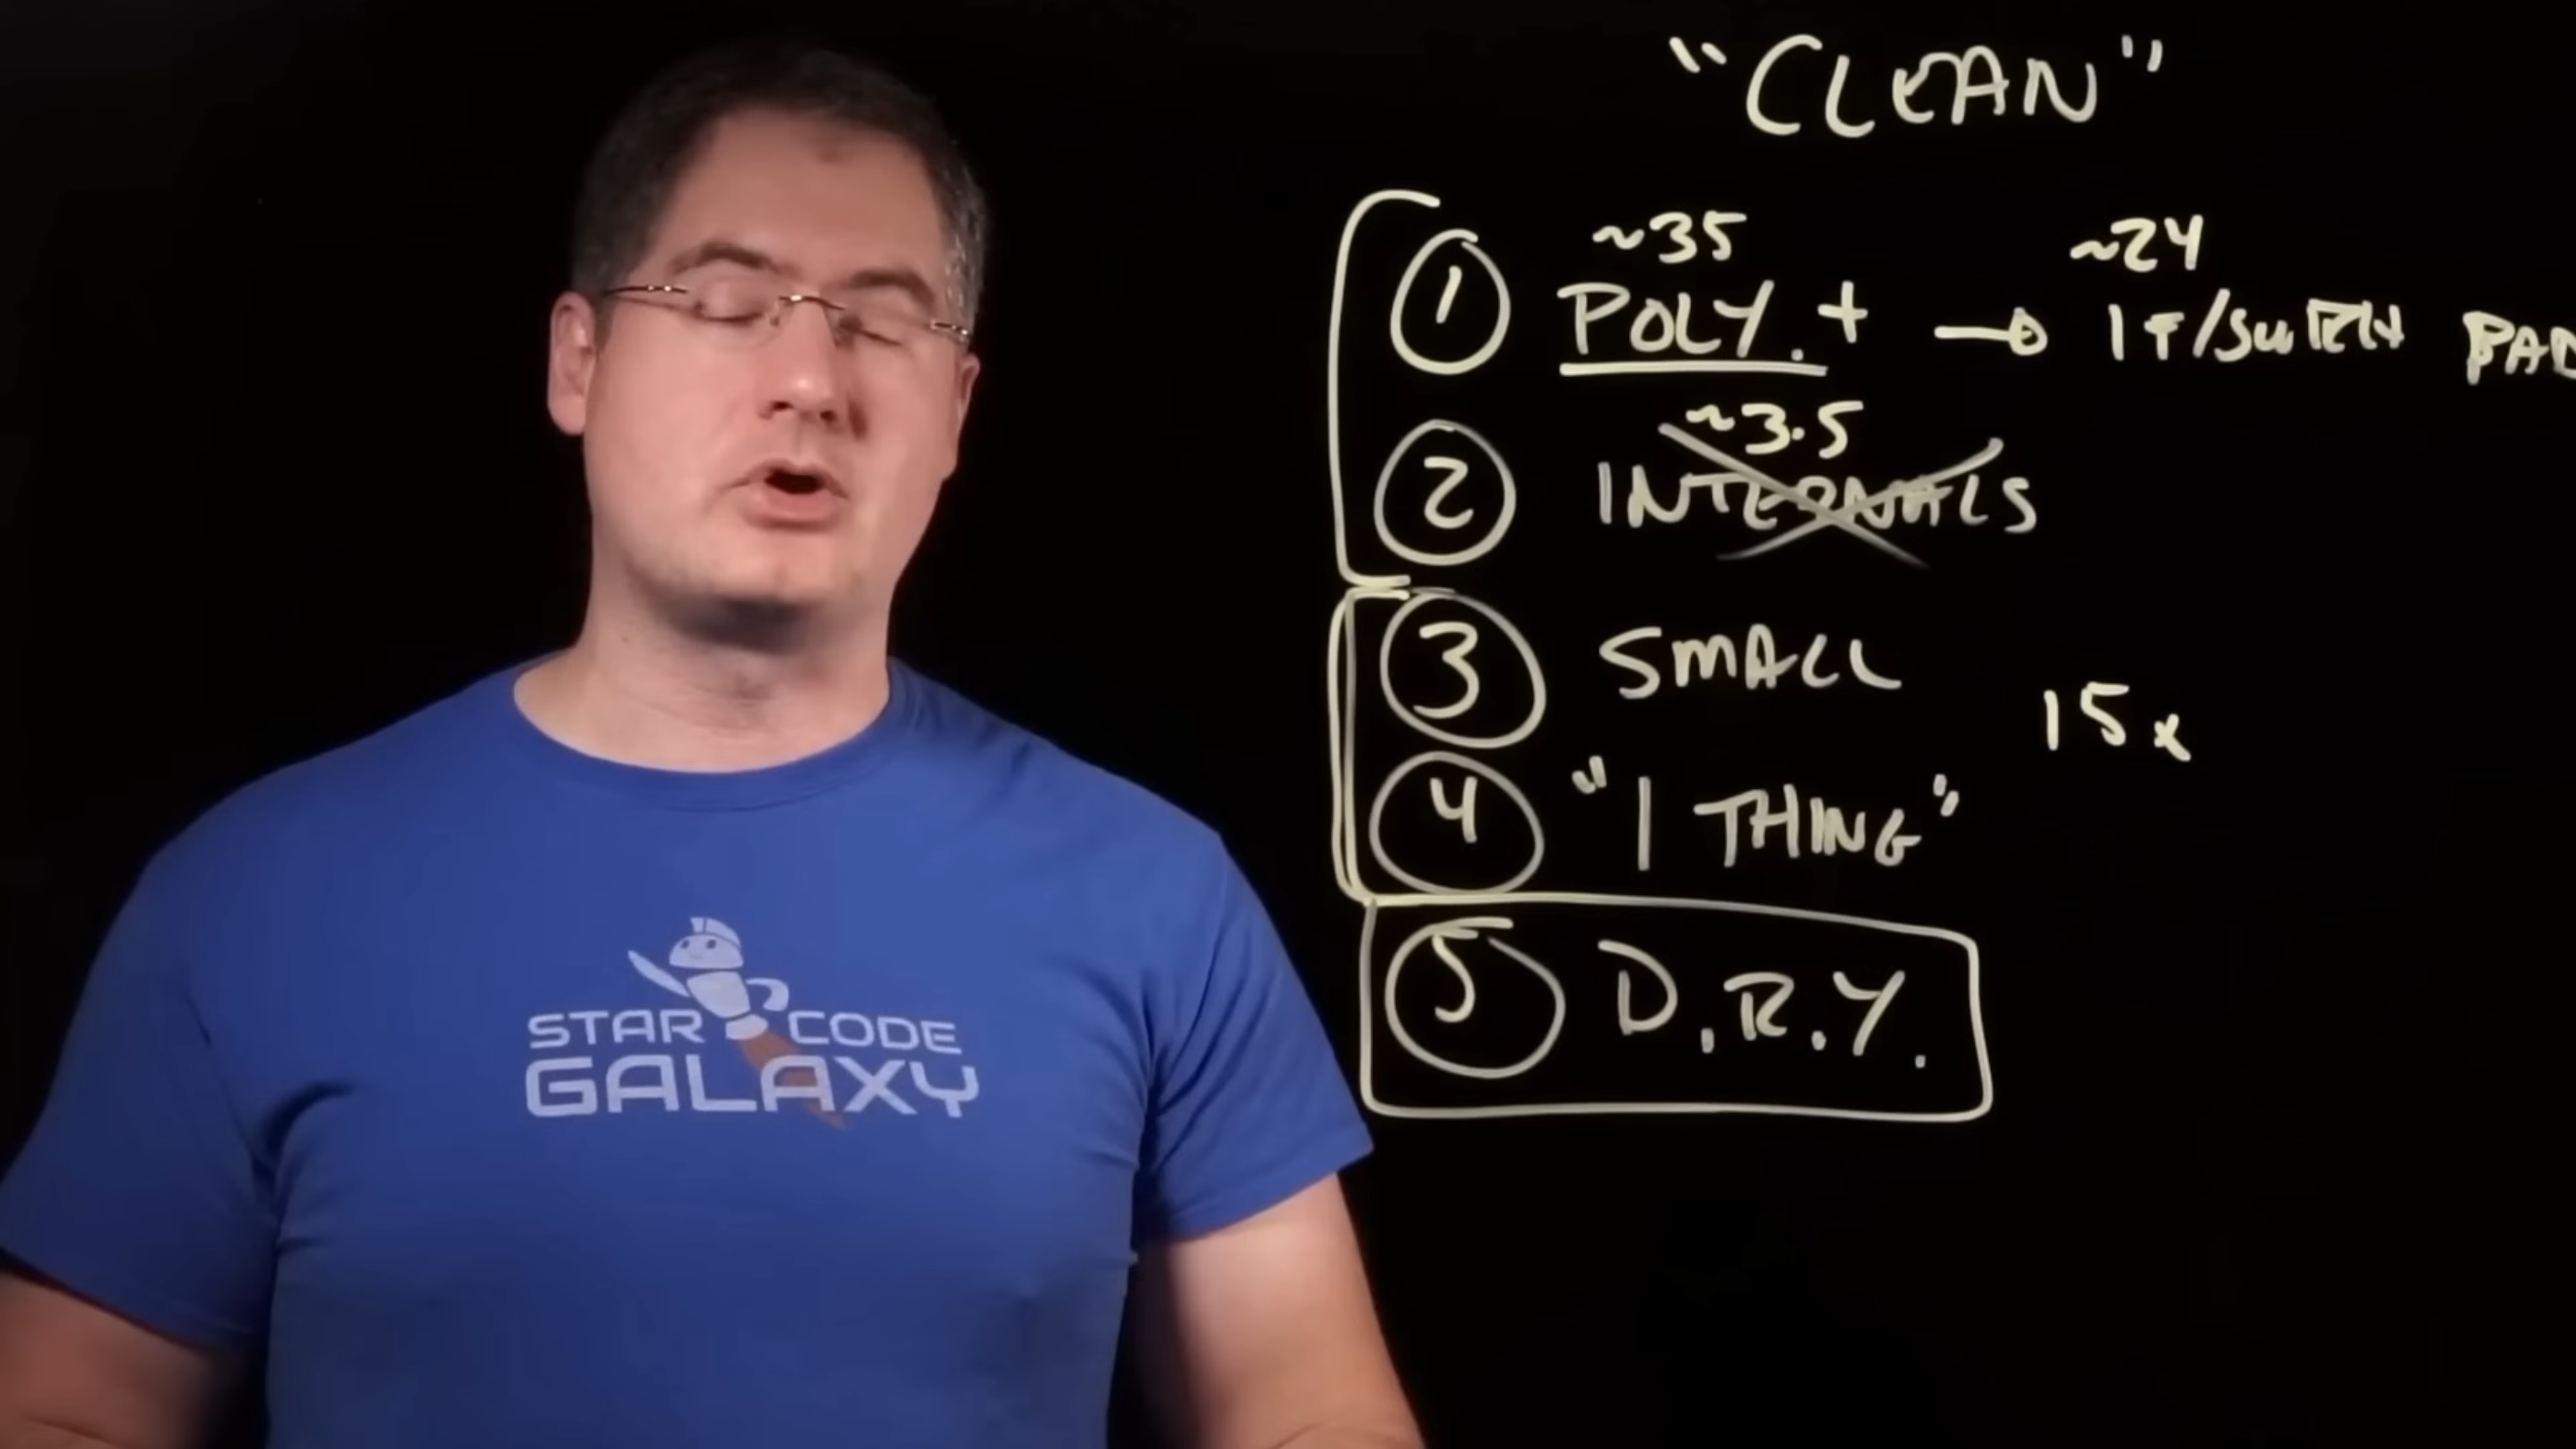 "CLEAN"
~35 ~24
1 POLY. + → IF/SWITCH BAD
~3.5
2 INTERNALS
3 SMALL
15x
4 "1 THING"
5 D.R.Y.
STAR CODE
GALAXY